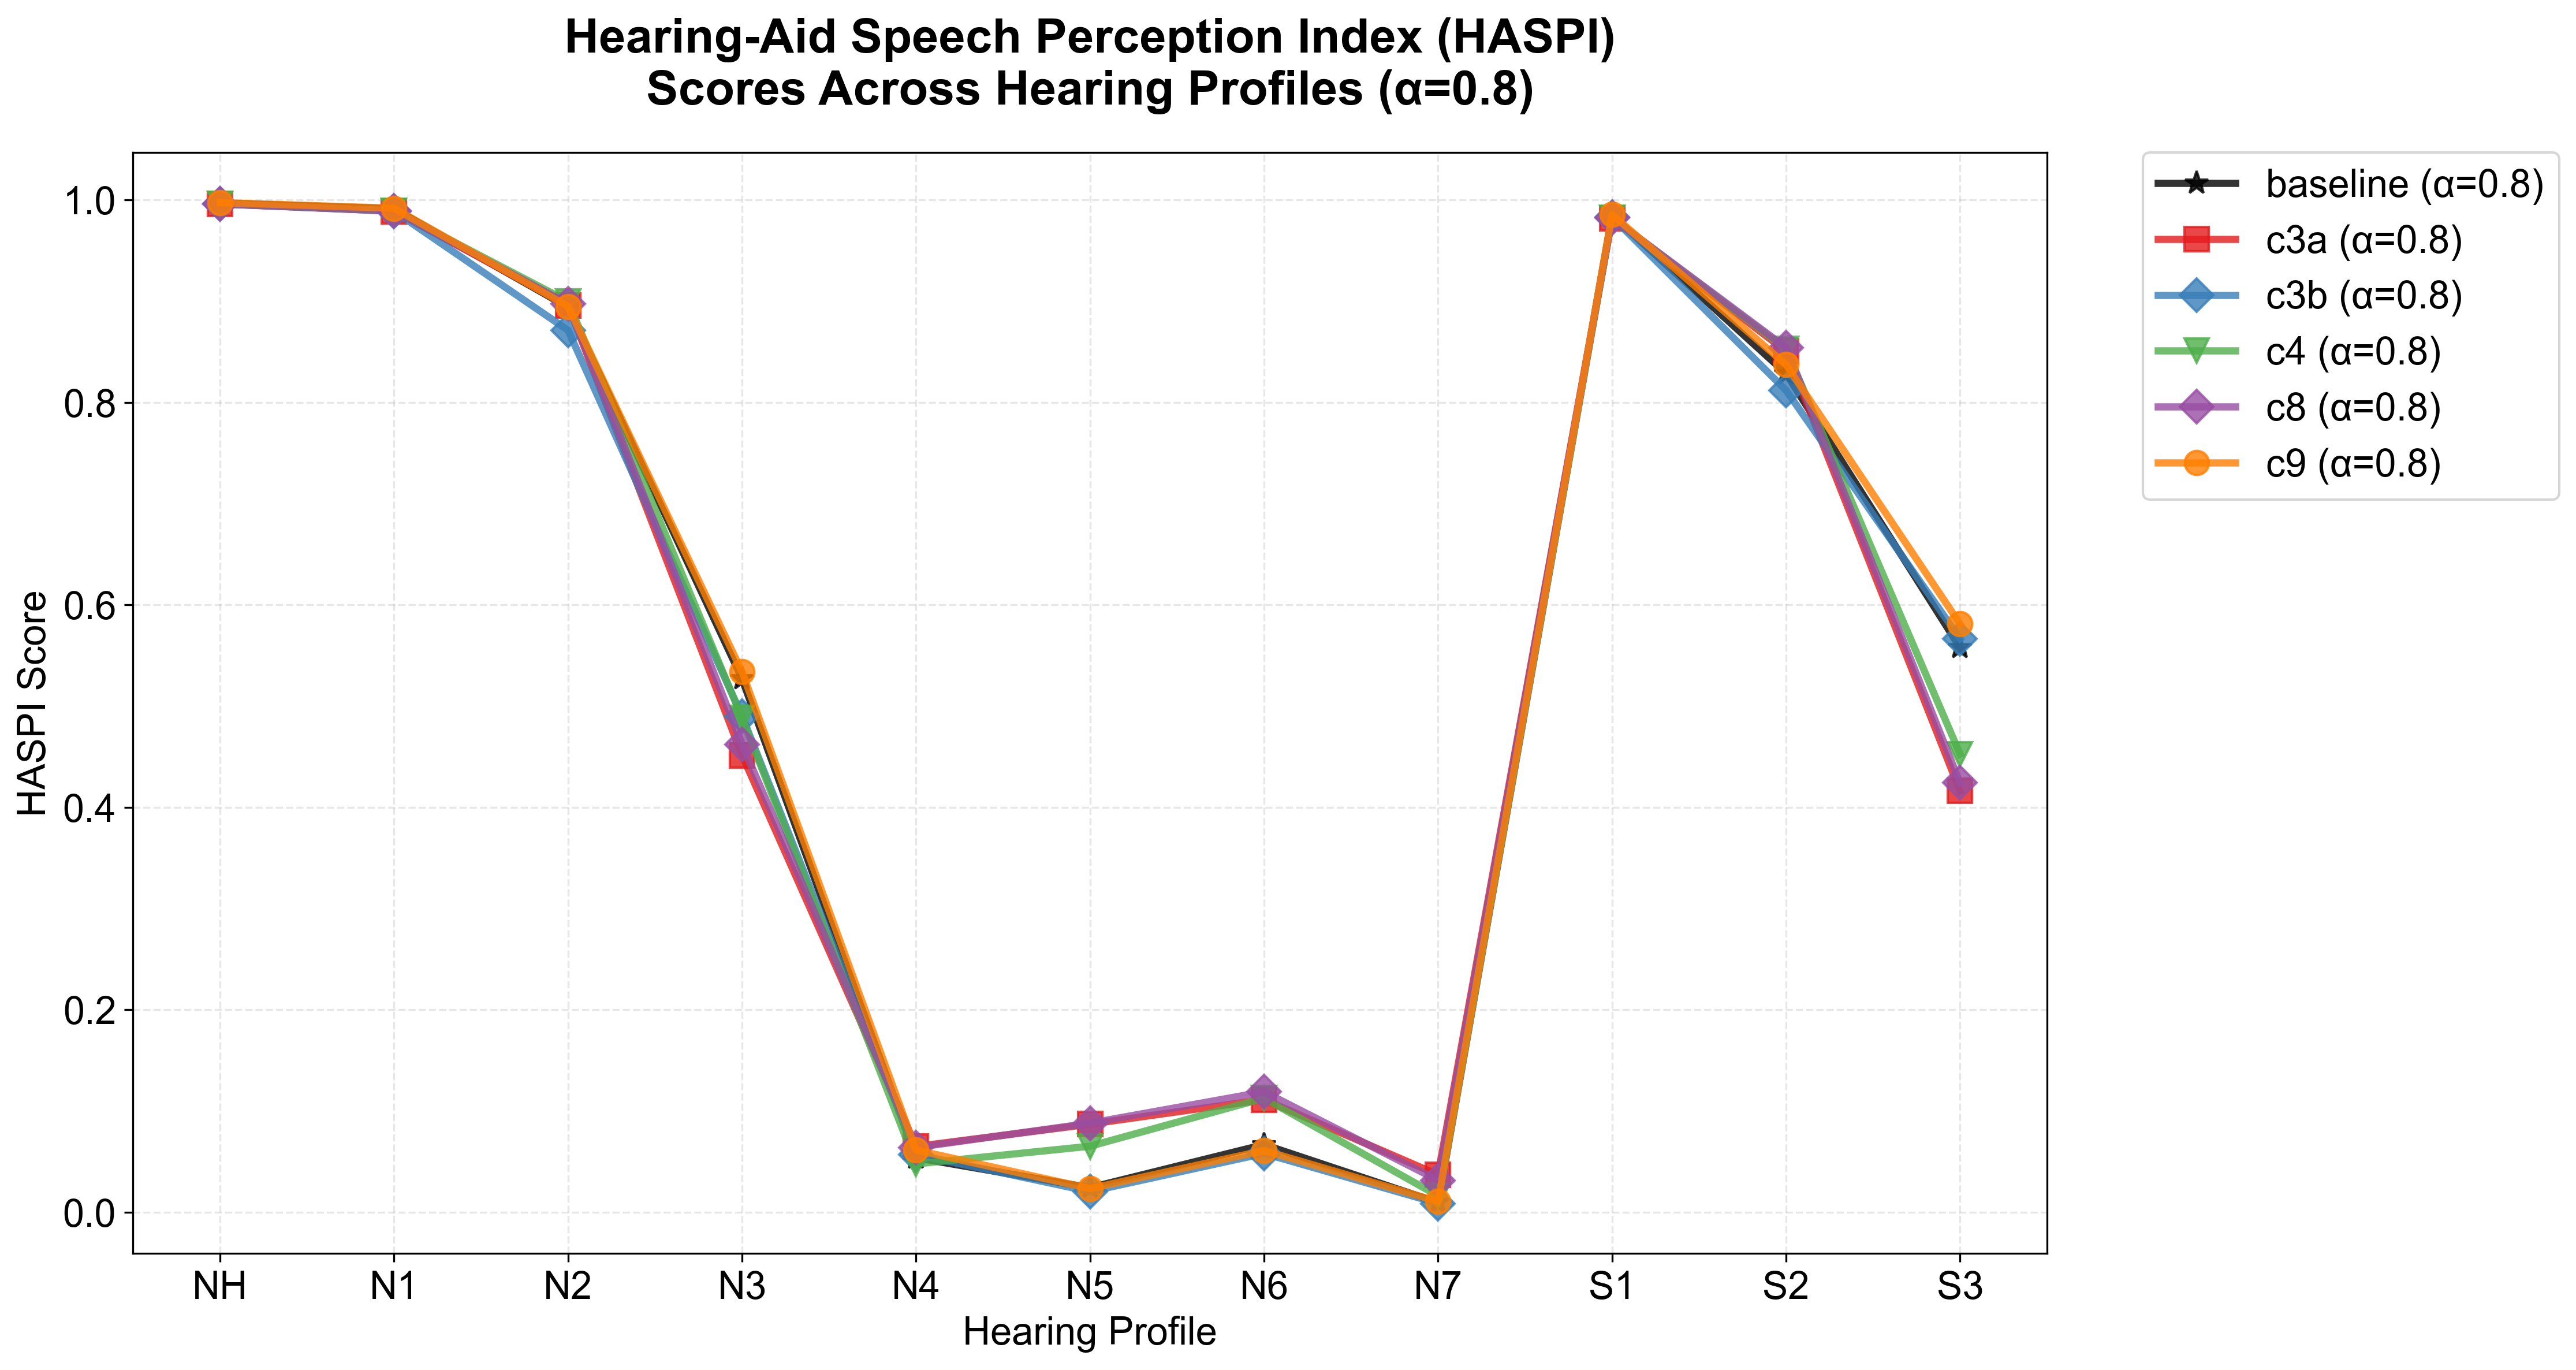 Hearing-Aid Speech Perception Index (HASPI)
Scores Across Hearing Profiles (α=0.8)
HASPI Score
1.0
0.8
0.6
0.4
0.2
0.0
NH N1 N2 N3 N4 N5 N6 N7 S1 S2 S3
Hearing Profile
baseline (α=0.8)
c3a (α=0.8)
c3b (α=0.8)
c4 (α=0.8)
c8 (α=0.8)
c9 (α=0.8)